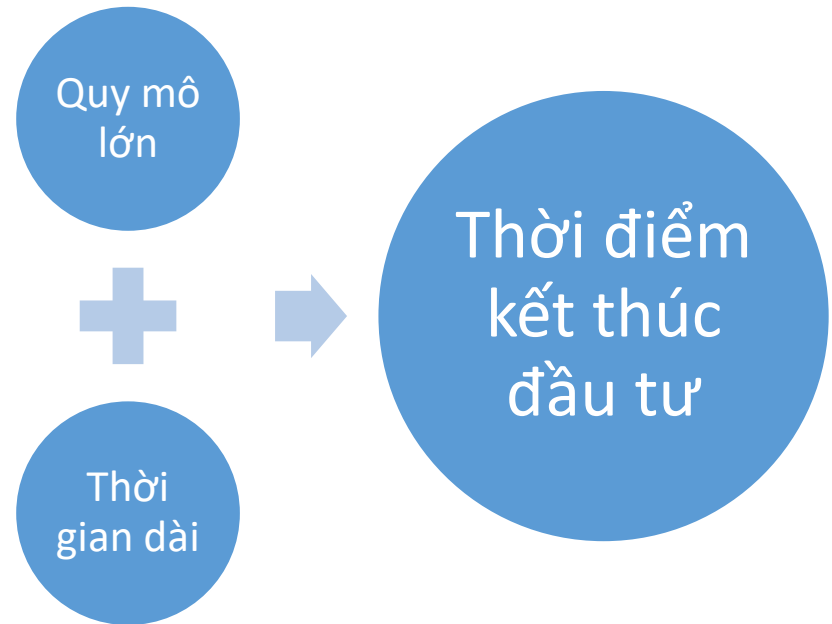 Quy mô
lớn
Thời
gian dài
Thời điểm
kết thúc
đầu tư